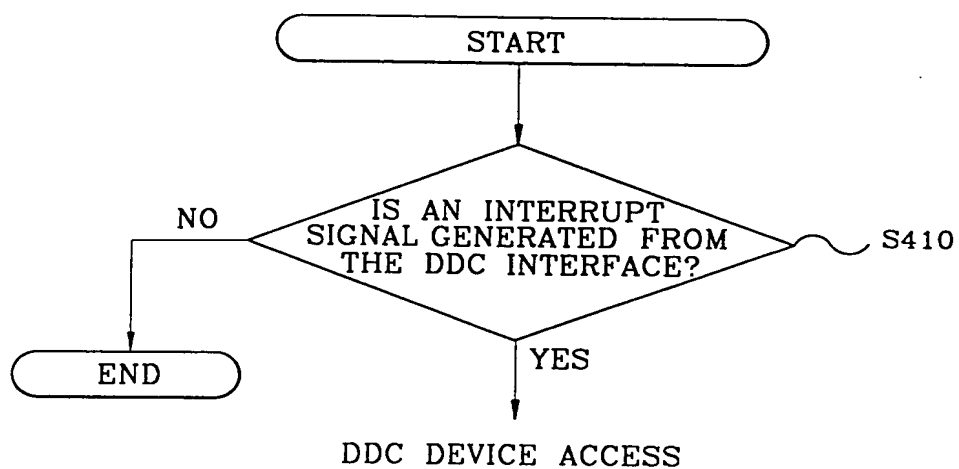 START
IS AN INTERRUPT
SIGNAL GENERATED FROM
THE DDC INTERFACE?
NO
S410
END
YES
DDC DEVICE ACCESS